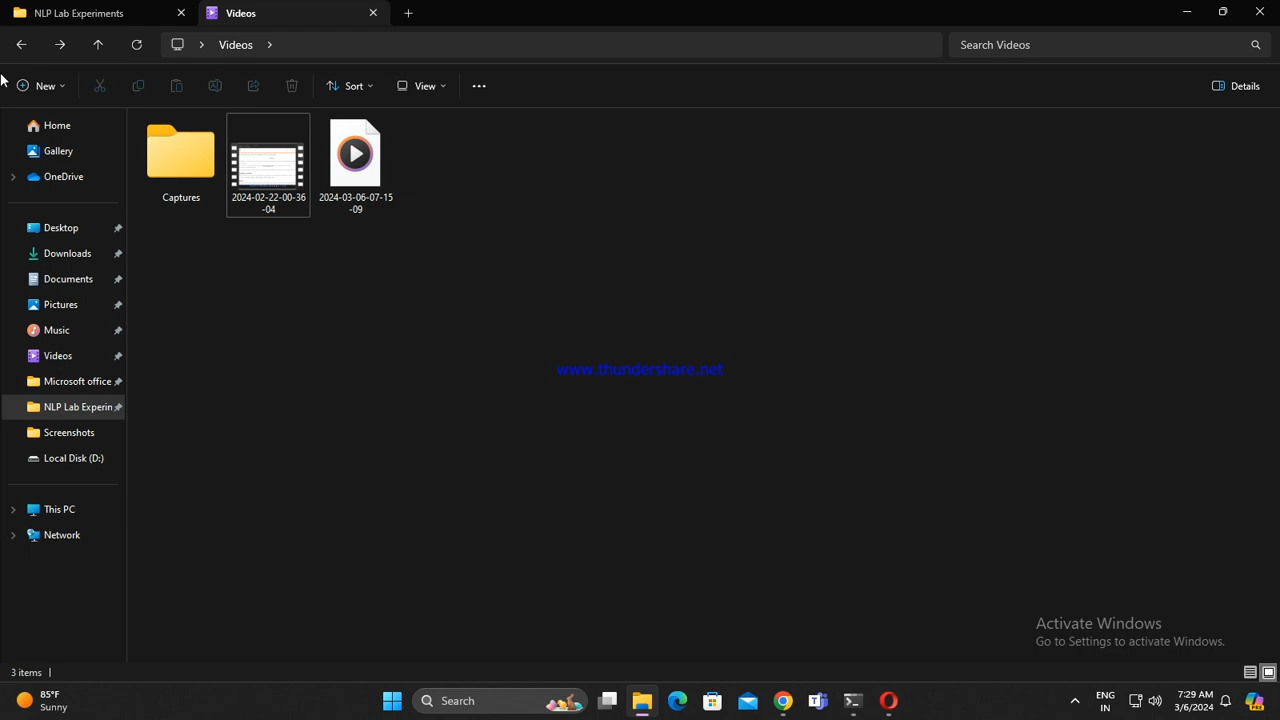 NLP Lab Experiments
Videos
Videos
Search Videos
New
Sort
View
Details
Home
Gallery
OneDrive
Desktop
Downloads
Documents
Pictures
Music
Videos
Microsoft office
NLP Lab Experin
Screenshots
Local Disk (D:)
This PC
Network
Captures
2024-02-22-00-36
-04
2024-03-06-07-15
-09
www.thundershare.net
Activate Windows
Go to Settings to activate Windows.
3 items
85°F
Sunny
Search
ENG
IN
7:29 AM
3/6/2024